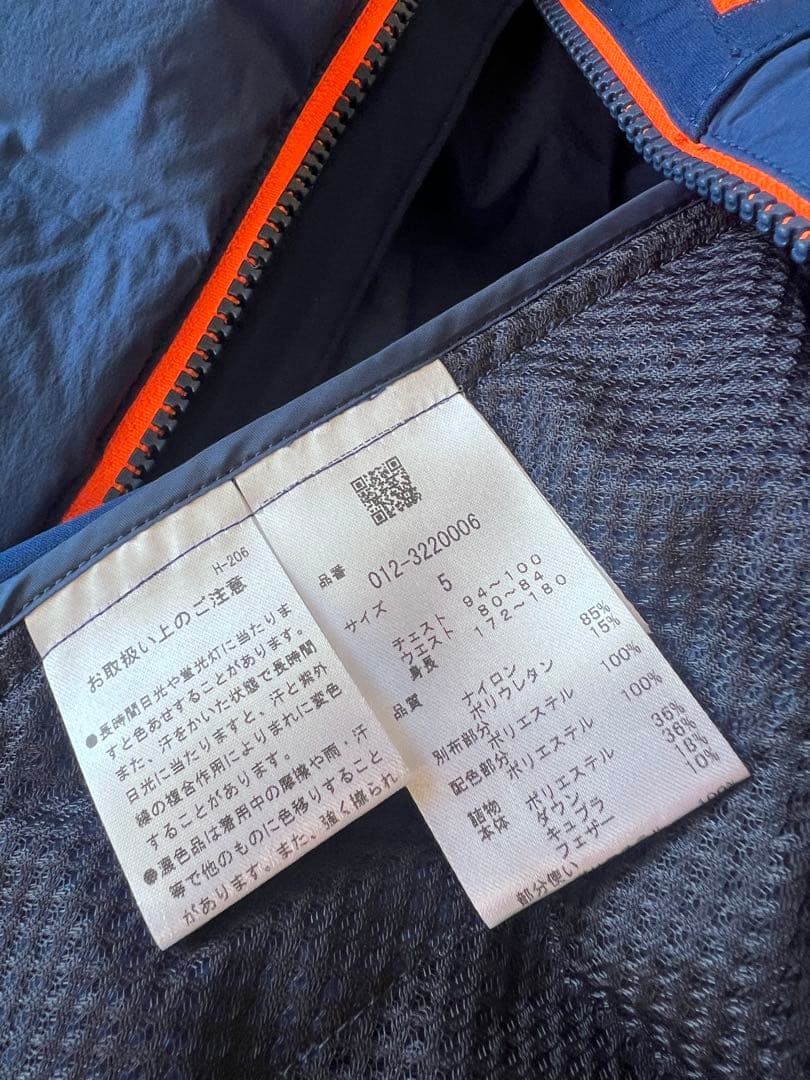 H-206
お取扱い上のご注意
●長時間日光や蛍光灯に当たりま
すと色あせすることがあります。
また、汗をかいた状態で長時間
日光に当たりますと、汗と紫外
線の複合作用によりまれに変色
することがあります。
●濃色品は着用中の摩擦や雨・汗
等で他のものに色移りすること
があります。また、強く擦られ
品番 012-3220006
サイズ 5
チェスト 94~100
ウエスト 80~84
身長 172~180
品質
ナイロン 85%
ポリウレタン 15%
別布部分
ポリエステル 100%
配色部分
ポリエステル 100%
詰物
本体 ポリエステル 36%
ダウン 36%
キュプラ 18%
フェザー 10%
部分使い
100%